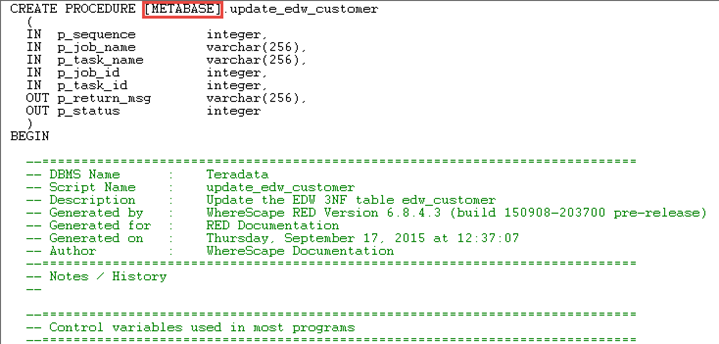 CREATE PROCEDURE [METABASE].update_edw_customer
(
IN p_sequence integer,
IN p_job_name varchar(256),
IN p_task_name varchar(256),
IN p_job_id integer,
IN p_task_id integer,
OUT p_return_msg varchar(256),
OUT p_status integer
)
BEGIN
--==============================================================================
-- DBMS Name : Teradata
-- Script Name : update_edw_customer
-- Description : Update the EDW 3NF table edw_customer
-- Generated by : WhereScape RED Version 6.8.4.3 (build 150908-203700 pre-release)
-- Generated for : RED Documentation
-- Generated on : Thursday, September 17, 2015 at 12:37:07
-- Author : WhereScape Documentation
--==============================================================================
-- Notes / History
--
--==============================================================================
-- Control variables used in most programs
--==============================================================================